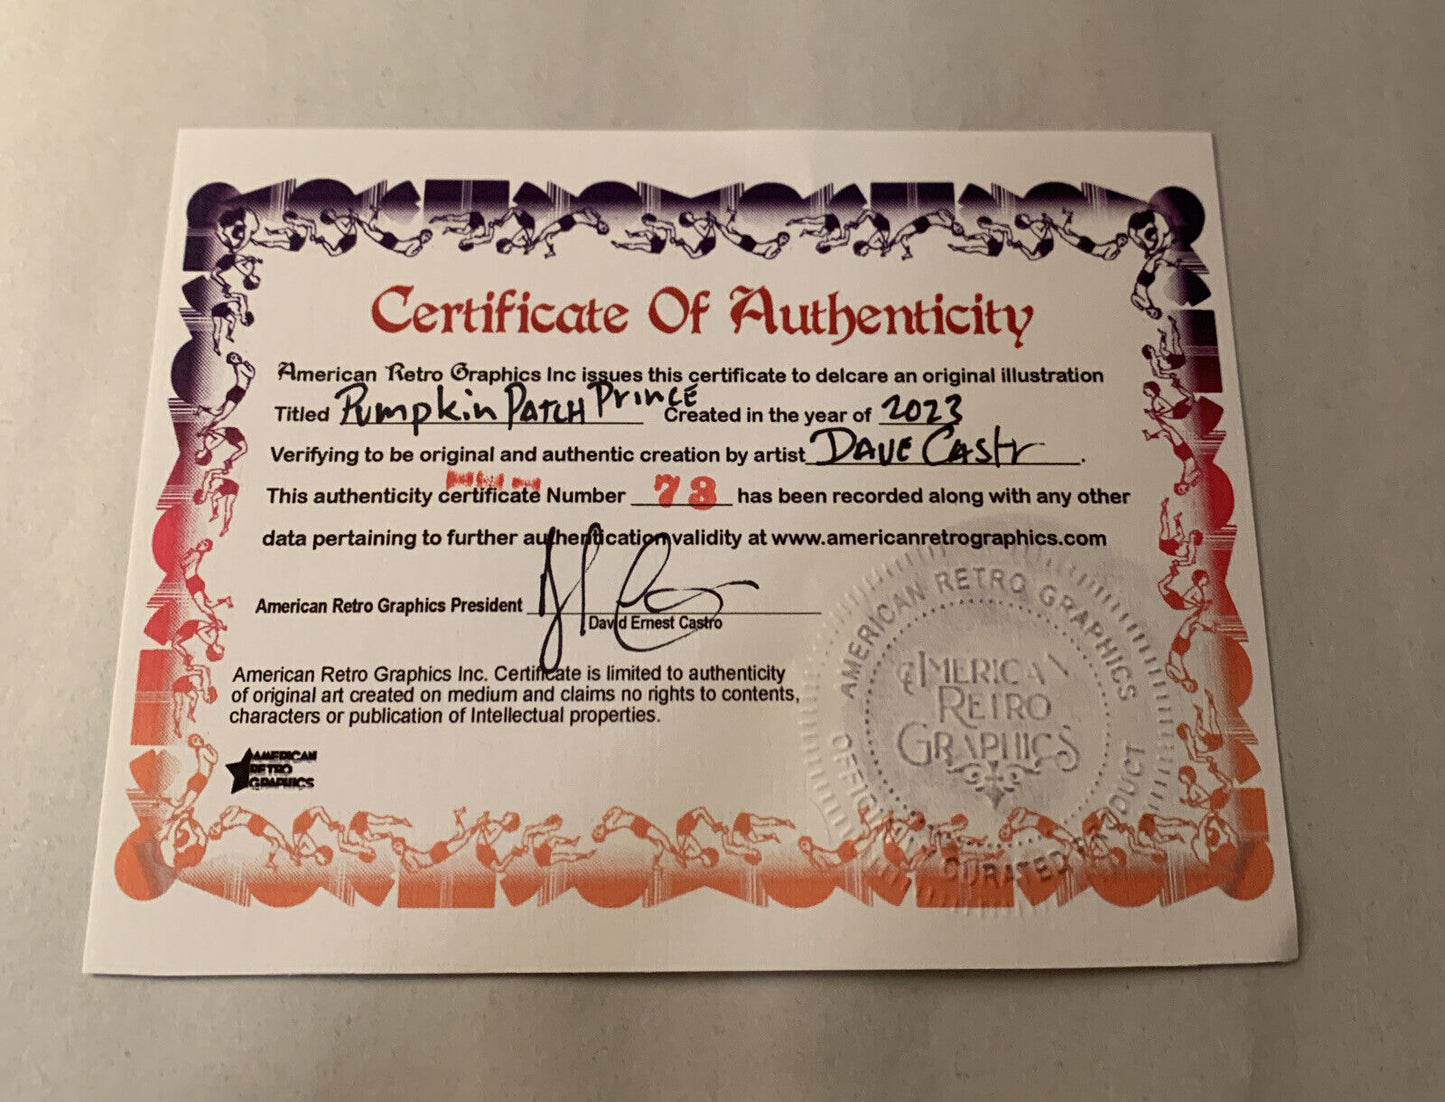 Certificate Of Authenticity
American Retro Graphics Inc issues this certificate to delcare an original illustration
Titled Pumpkin Patch Prince Created in the year of 2023
Verifying to be original and authentic creation by artist Dave Castr.
This authenticity certificate Number 73 has been recorded along with any other
data pertaining to further authentication validity at www.americanretrographics.com
American Retro Graphics President
David Ernest Castro
American Retro Graphics Inc. Certificate is limited to authenticity
of original art created on medium and claims no rights to contents,
characters or publication of Intellectual properties.
AMERICAN
RETRO
GRAPHICS
AMERICAN RETRO GRAPHICS
AMERICAN
RETRO
GRAPHICS
OFFICIALLY CURATED PRODUCT